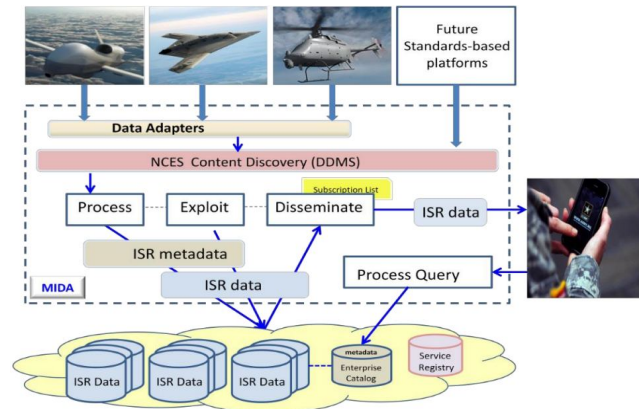 Future
Standards-based
platforms
Data Adapters
NCES Content Discovery (DDMS)
Subscription List
Process
Exploit
Disseminate
ISR data
ISR metadata
ISR data
Process Query
MIDA
ISR Data
ISR Data
ISR Data
metadata
Enterprise
Catalog
Service
Registry